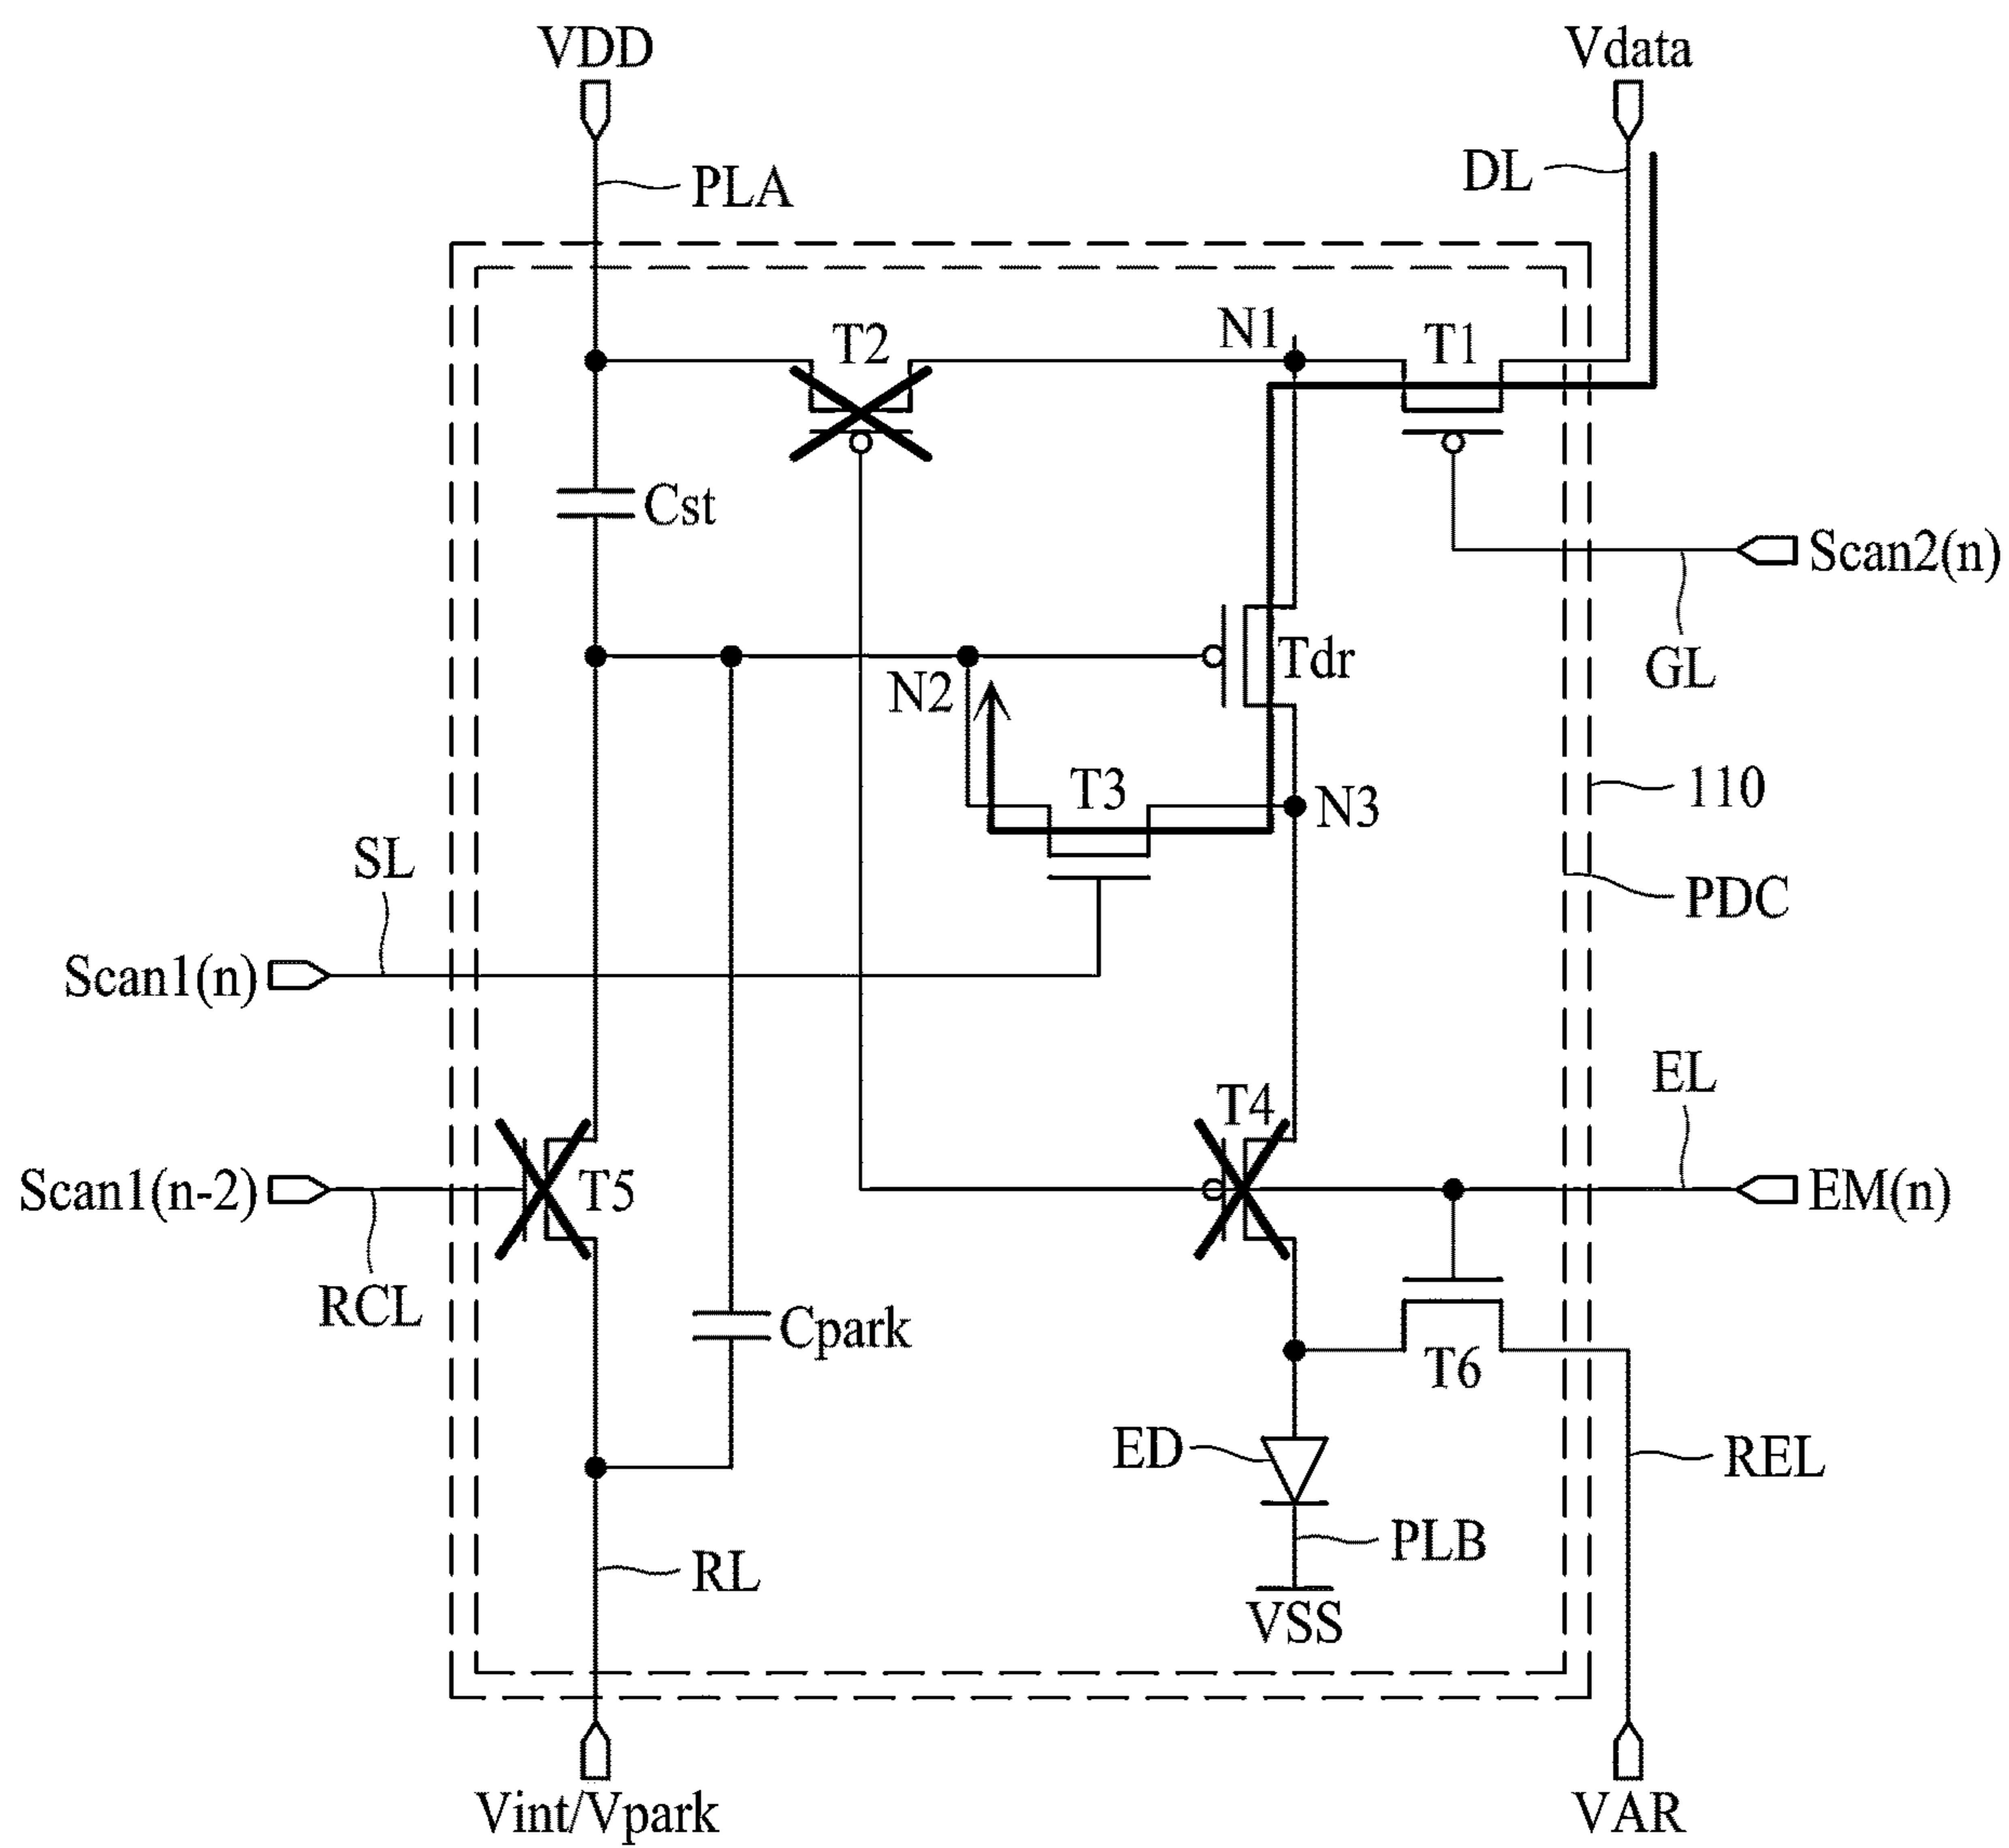 VDD
Vdata
PLA
DL
T2
N1
T1
Cst
Scan2(n)
Tdr
GL
N2
T3
110
N3
SL
PDC
Scan1(n)
EL
T4
Scan1(n-2)
T5
EM(n)
RCL
Cpark
T6
ED
REL
PLB
RL
VSS
Vint/Vpark
VAR